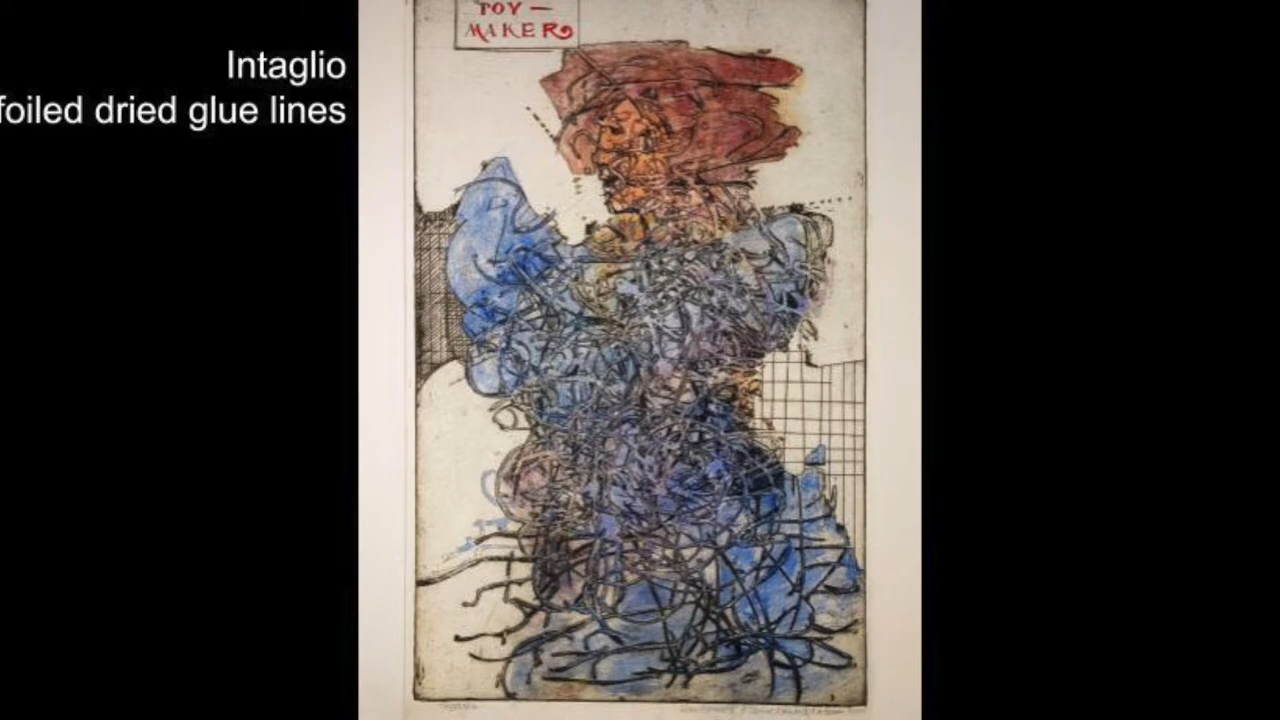 Intaglio
foiled dried glue lines
TOY —
MAKER